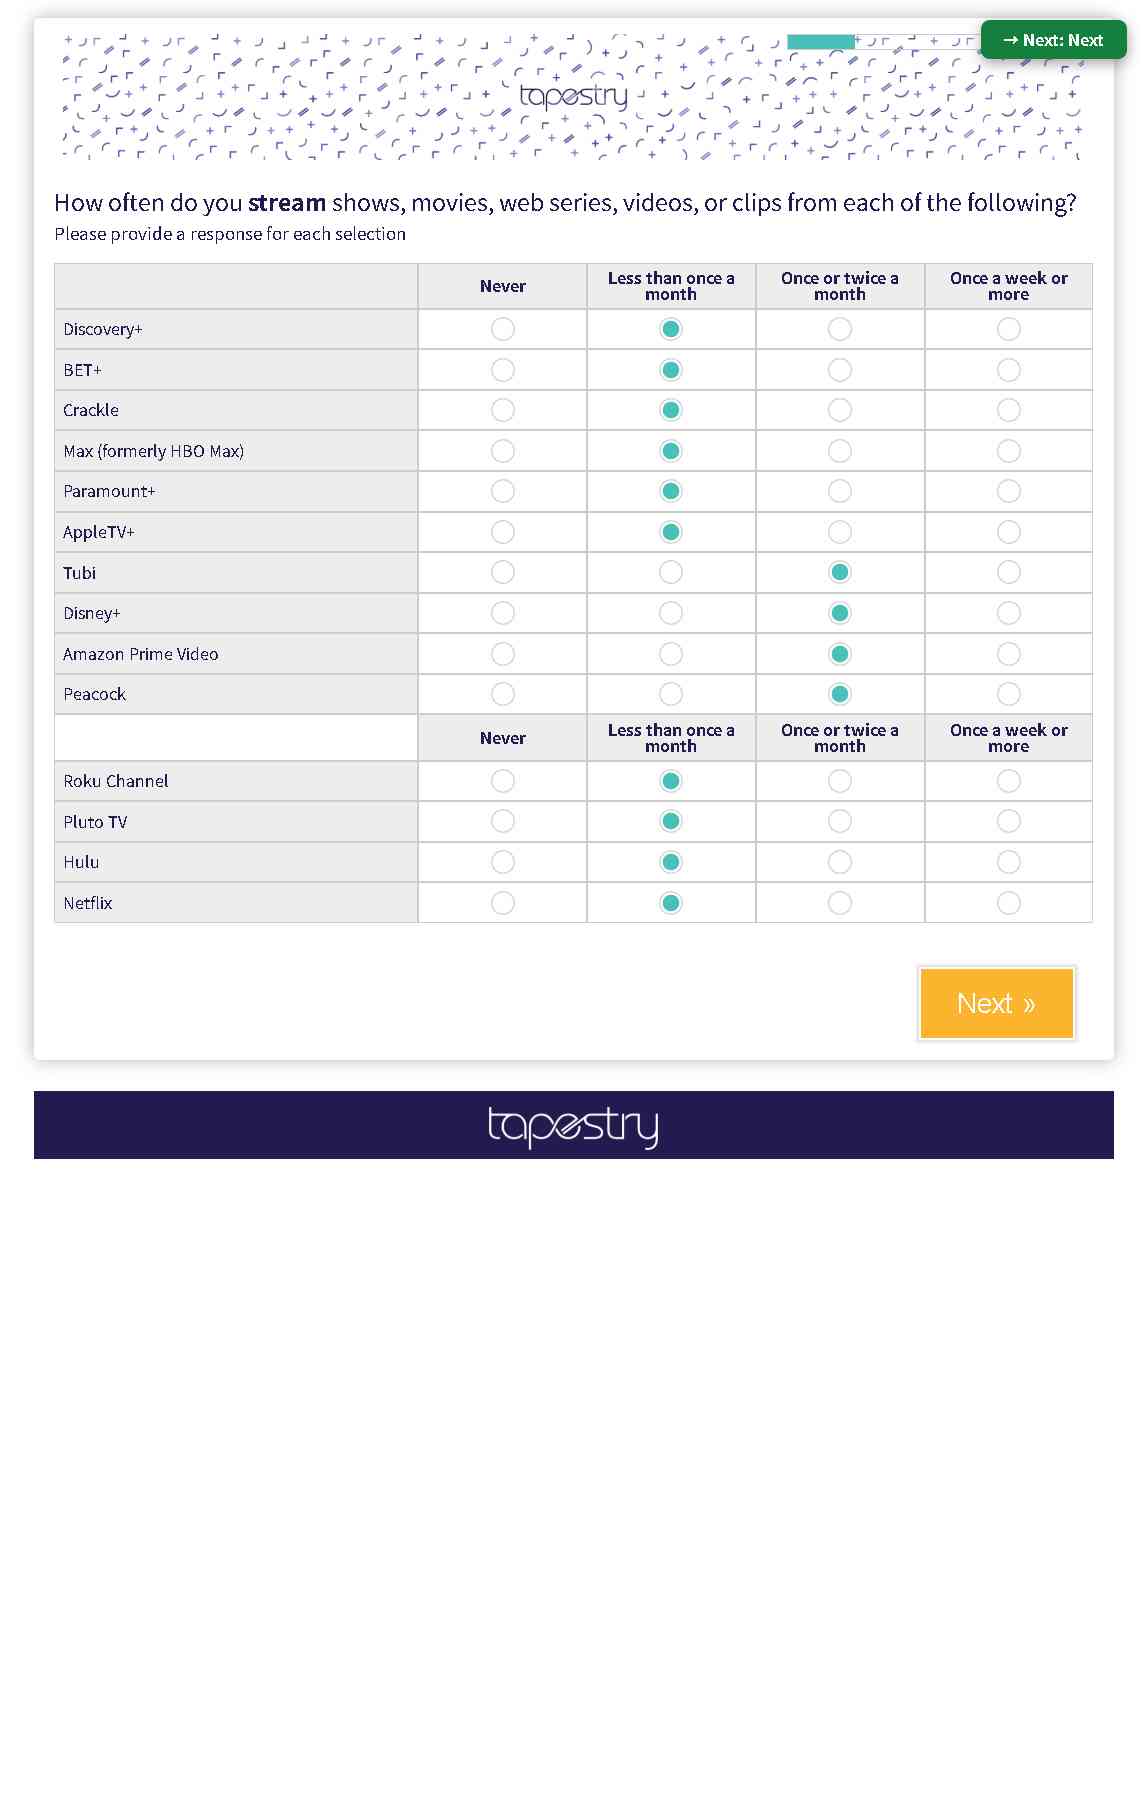 → Next: Next
tapestry
How often do you stream shows, movies, web series, videos, or clips from each of the following?
Please provide a response for each selection
Never
Less than once a month
Once or twice a month
Once a week or more
Discovery+
BET+
Crackle
Max (formerly HBO Max)
Paramount+
AppleTV+
Tubi
Disney+
Amazon Prime Video
Peacock
Never
Less than once a month
Once or twice a month
Once a week or more
Roku Channel
Pluto TV
Hulu
Netflix
Next »
tapestry